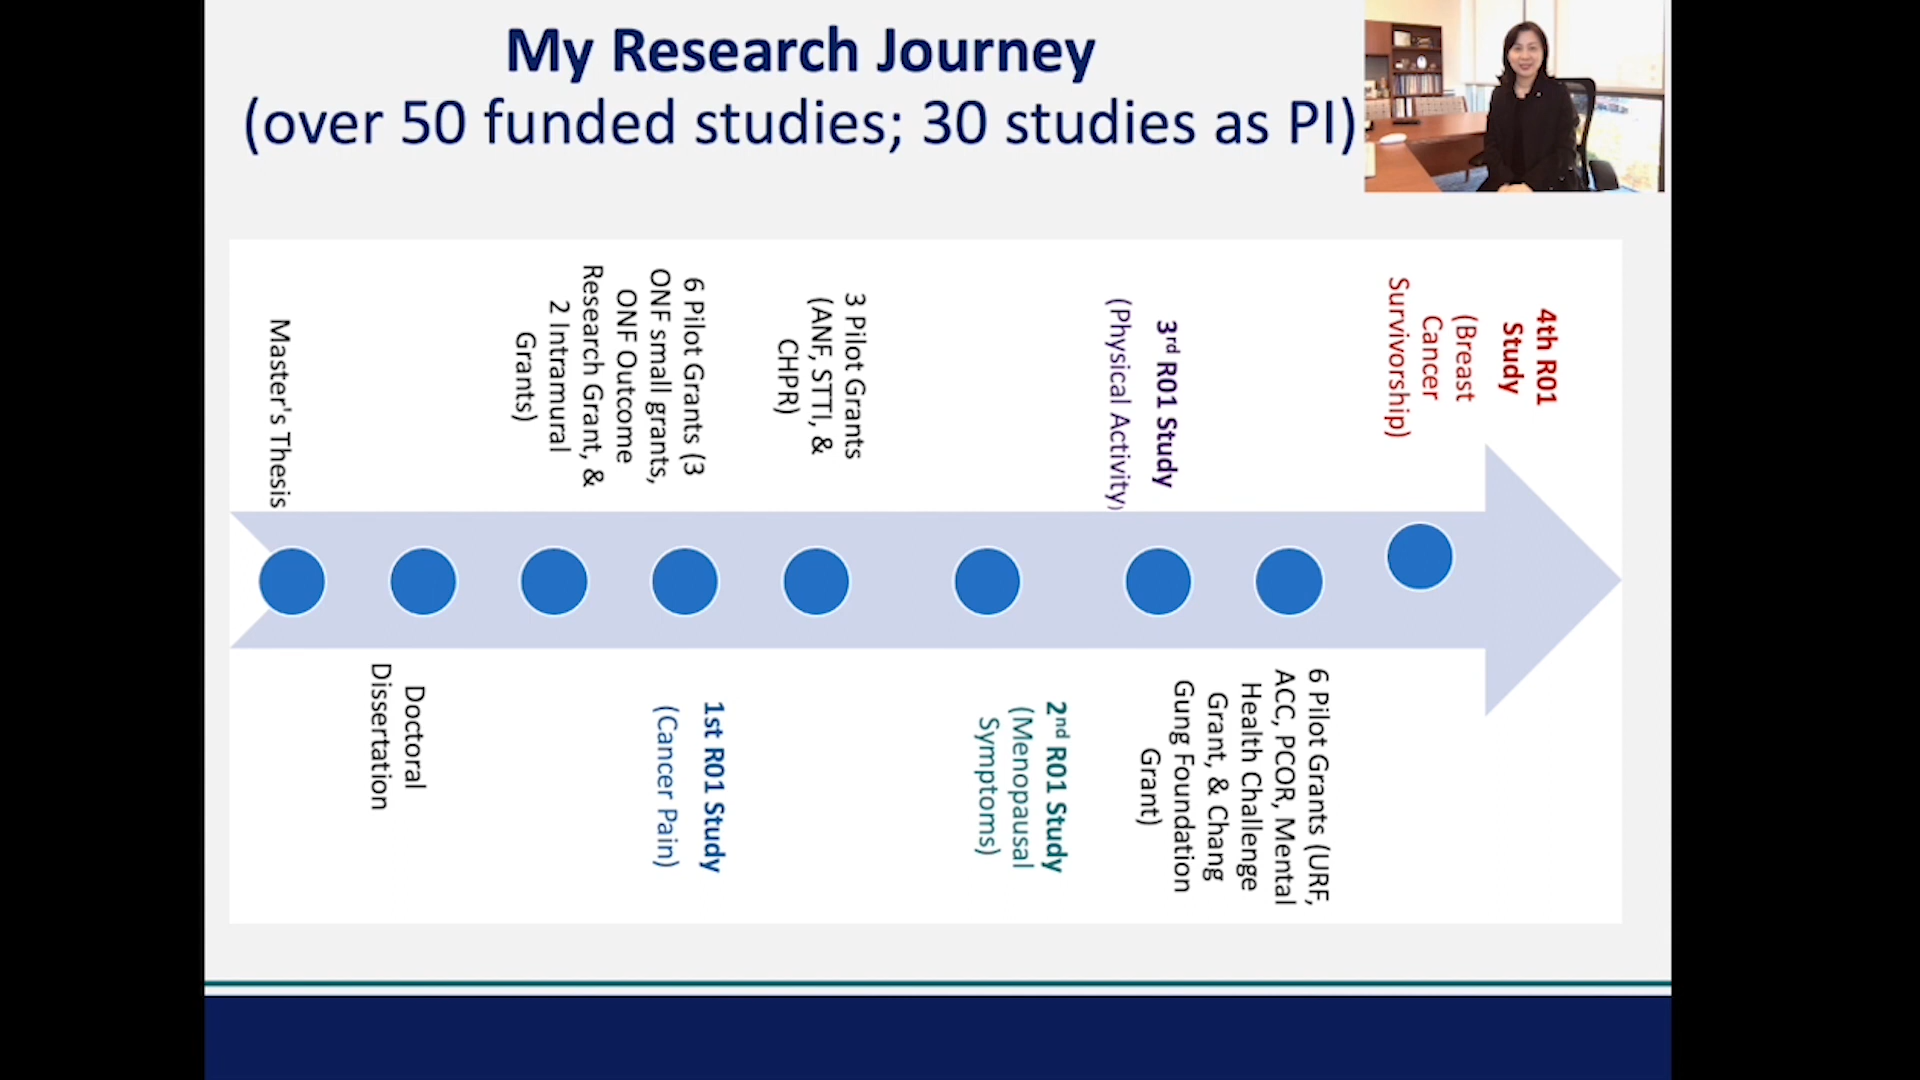 My Research Journey
(over 50 funded studies; 30 studies as PI)
Master's Thesis
Doctoral
Dissertation
6 Pilot Grants (3
ONF small grants,
ONF Outcome
Research Grant, &
2 Intramural
Grants)
1st R01 Study
(Cancer Pain)
3 Pilot Grants
(ANF, STTI, &
CHPR)
2nd R01 Study
(Menopausal
Symptoms)
3rd R01 Study
(Physical Activity)
6 Pilot Grants (URF,
ACC, PCOR, Mental
Health Challenge
Grant, & Chang
Gung Foundation
Grant)
4th R01
Study
(Breast
Cancer
Survivorship)